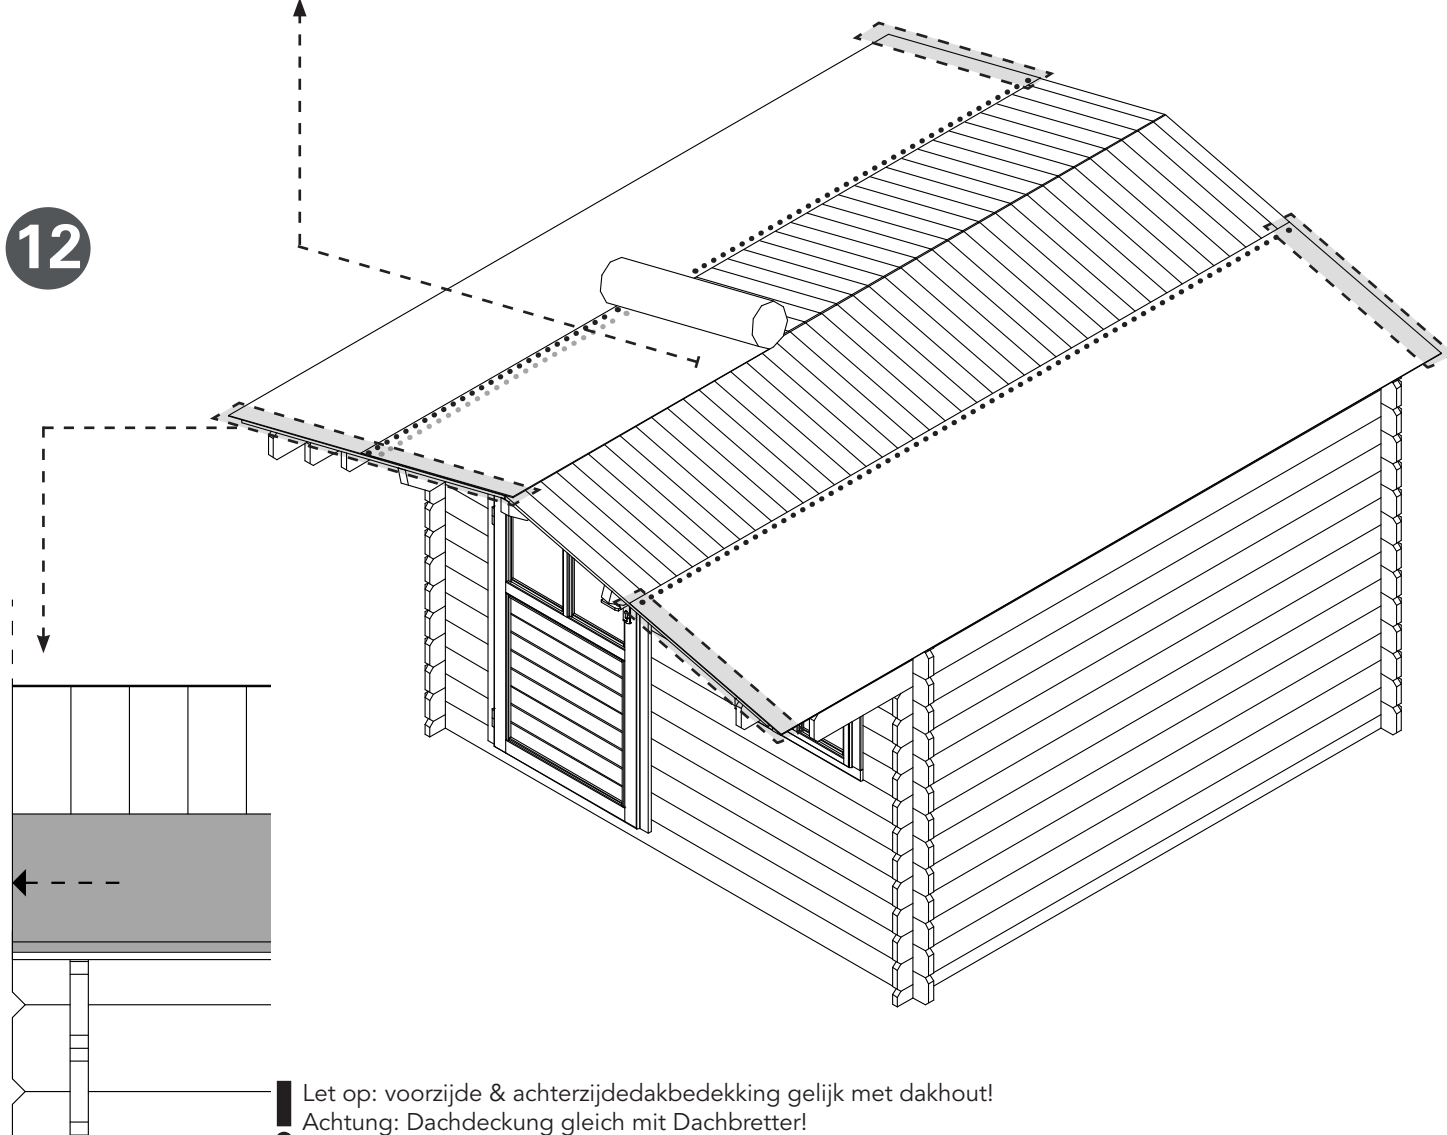 12
Let op: voorzijde & achterzijdedakbedekking gelijk met dakhout!
Achtung: Dachdeckung gleich mit Dachbretter!